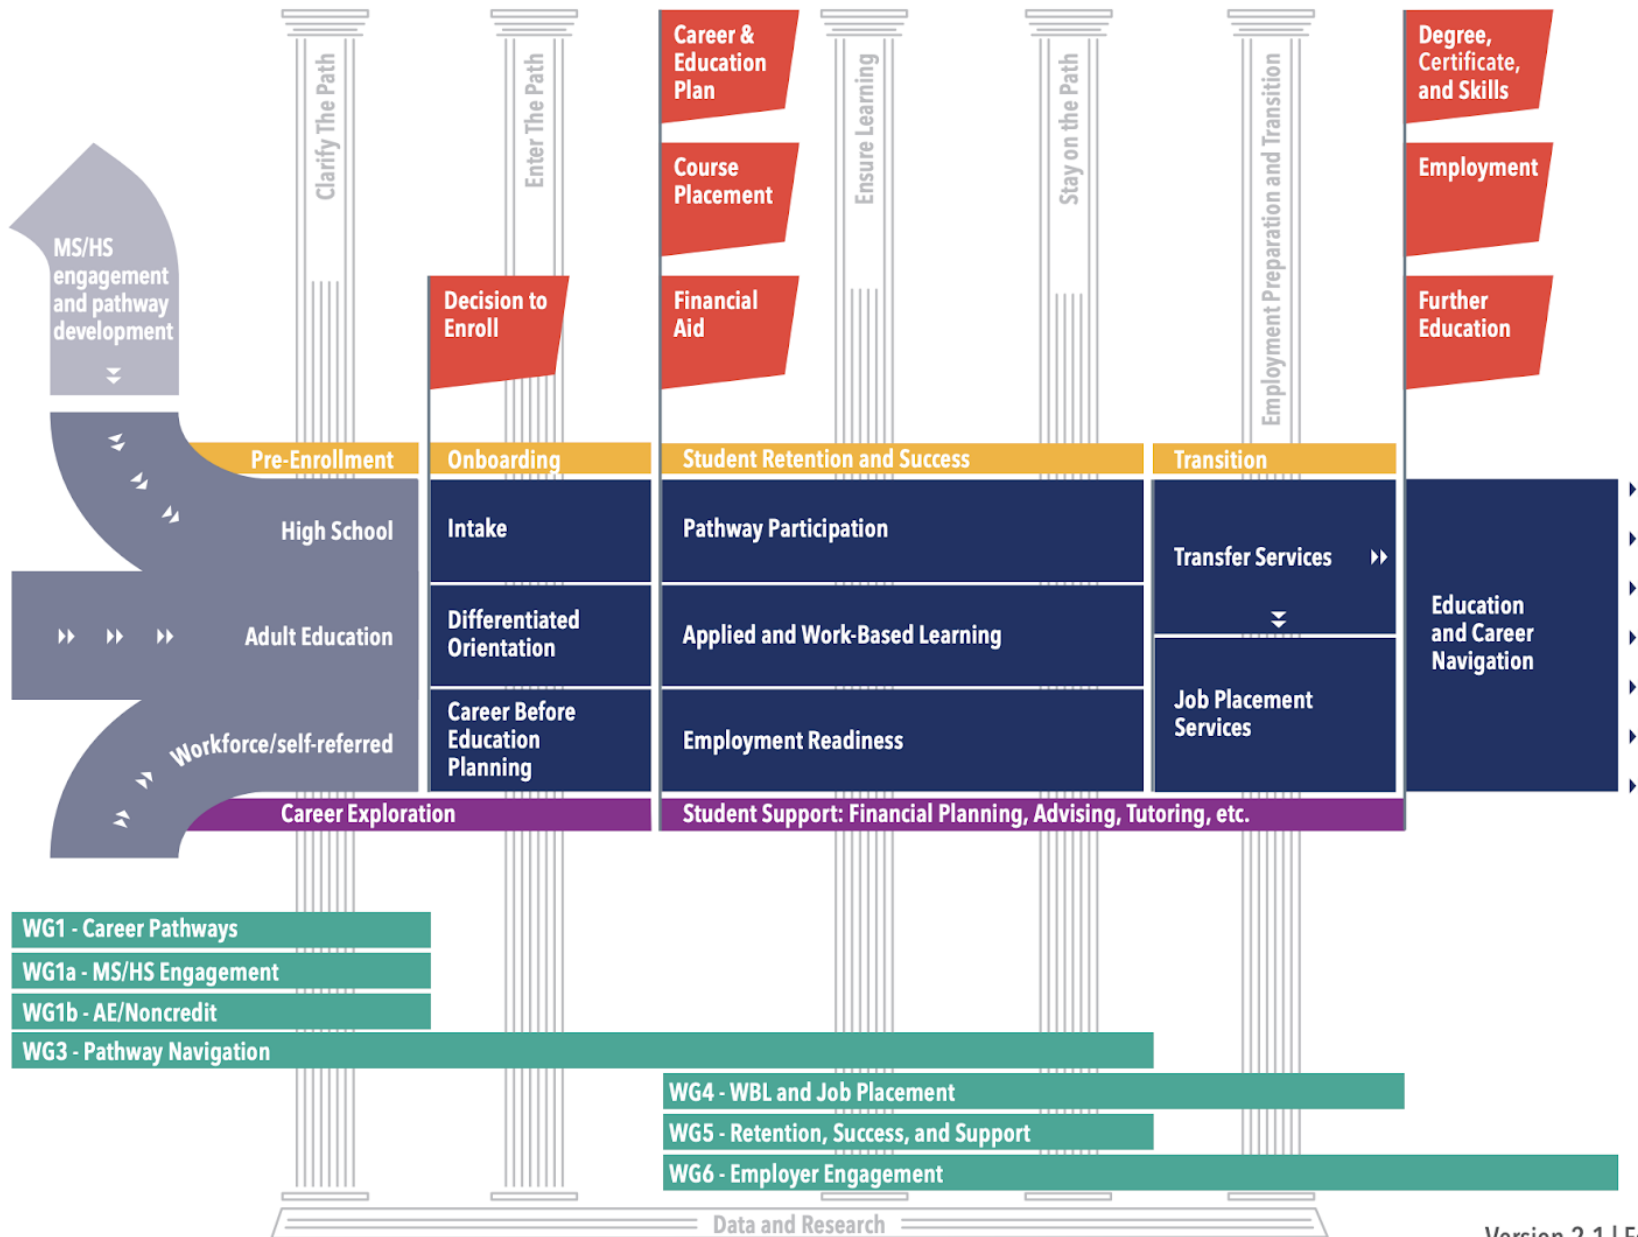 Clarify The Path
Enter The Path
Ensure Learning
Stay on the Path
Employment Preparation and Transition
Career &
Education
Plan
Course
Placement
Financial
Aid
Degree,
Certificate,
and Skills
Employment
Further
Education
Decision to
Enroll
MS/HS
engagement
and pathway
development
Pre-Enrollment
Onboarding
Student Retention and Success
Transition
High School
Adult Education
Workforce/self-referred
Intake
Differentiated
Orientation
Career Before
Education
Planning
Pathway Participation
Applied and Work-Based Learning
Employment Readiness
Transfer Services
Job Placement
Services
Education
and Career
Navigation
Career Exploration
Student Support: Financial Planning, Advising, Tutoring, etc.
WG1 - Career Pathways
WG1a - MS/HS Engagement
WG1b - AE/Noncredit
WG3 - Pathway Navigation
WG4 - WBL and Job Placement
WG5 - Retention, Success, and Support
WG6 - Employer Engagement
Data and Research
Version 2.1 |